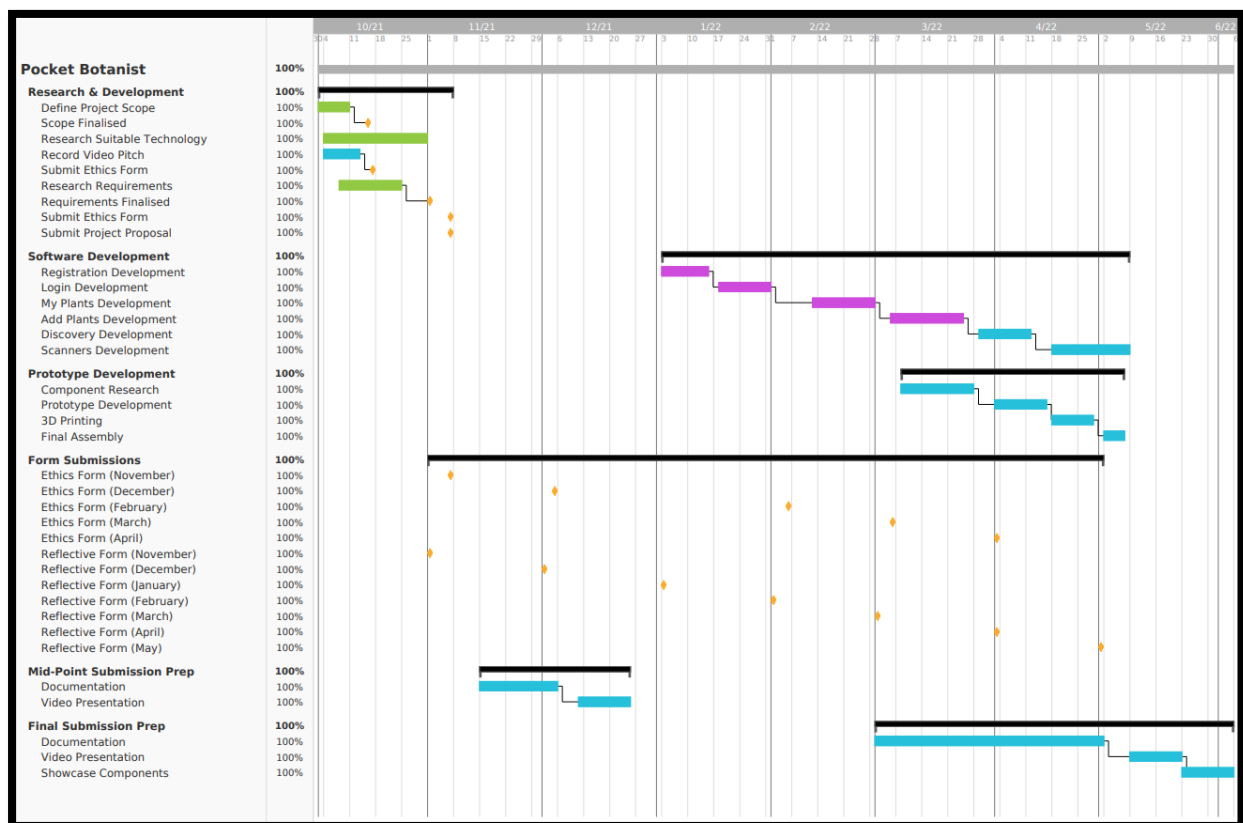 10/21 11/21 12/21 1/22 2/22 3/22 4/22 5/22 6/22
30 4 11 18 25 1 8 15 22 29 6 13 20 27 3 10 17 24 31 7 14 21 28 7 14 21 28 4 11 18 25 2 9 16 23 30 6
Pocket Botanist 100%
Research & Development 100%
Define Project Scope 100%
Scope Finalised 100%
Research Suitable Technology 100%
Record Video Pitch 100%
Submit Ethics Form 100%
Research Requirements 100%
Requirements Finalised 100%
Submit Ethics Form 100%
Submit Project Proposal 100%
Software Development 100%
Registration Development 100%
Login Development 100%
My Plants Development 100%
Add Plants Development 100%
Discovery Development 100%
Scanners Development 100%
Prototype Development 100%
Component Research 100%
Prototype Development 100%
3D Printing 100%
Final Assembly 100%
Form Submissions 100%
Ethics Form (November) 100%
Ethics Form (December) 100%
Ethics Form (February) 100%
Ethics Form (March) 100%
Ethics Form (April) 100%
Reflective Form (November) 100%
Reflective Form (December) 100%
Reflective Form (January) 100%
Reflective Form (February) 100%
Reflective Form (March) 100%
Reflective Form (April) 100%
Reflective Form (May) 100%
Mid-Point Submission Prep 100%
Documentation 100%
Video Presentation 100%
Final Submission Prep 100%
Documentation 100%
Video Presentation 100%
Showcase Components 100%